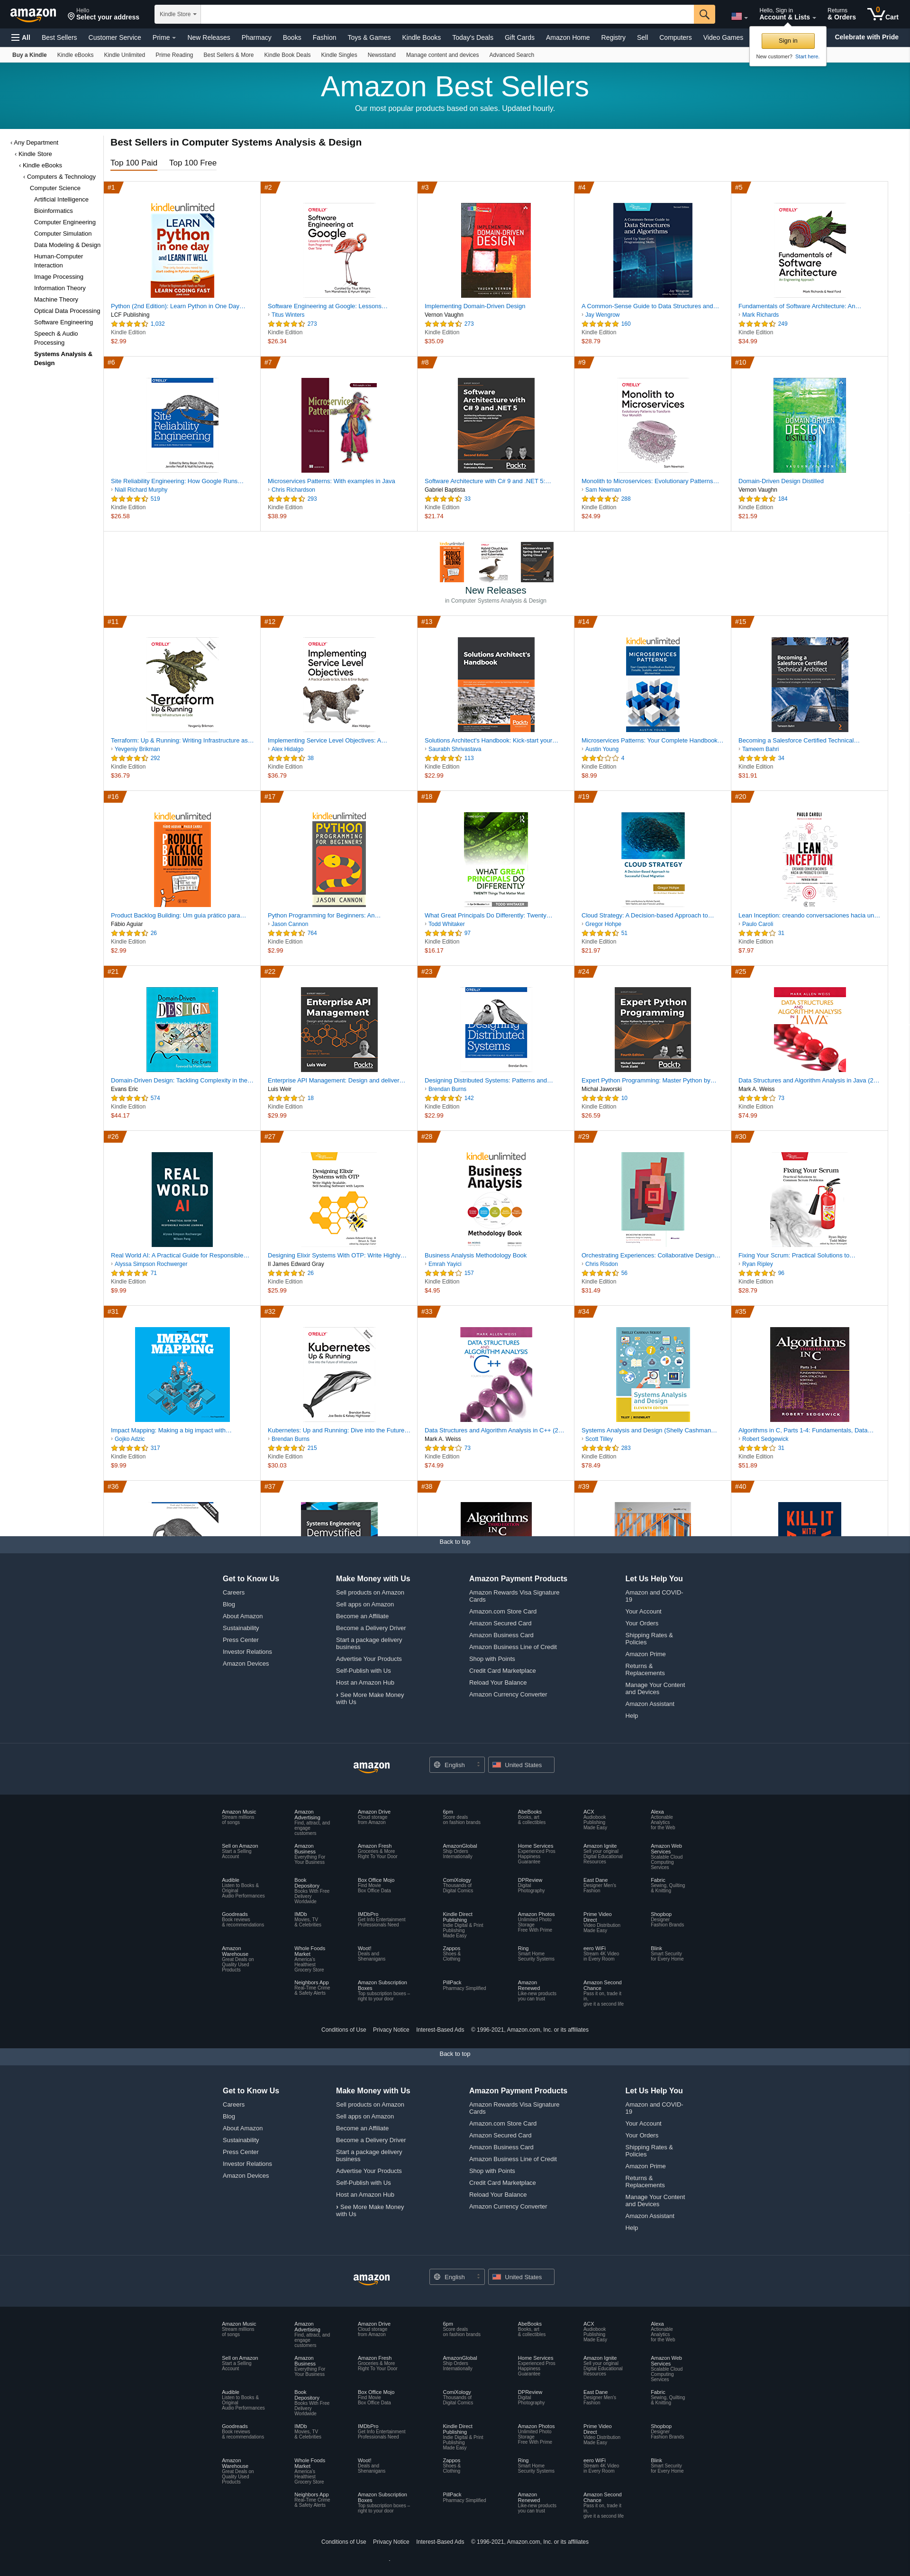 amazon
Hello
Select your address
Kindle Store
Hello, Sign in
Account & Lists
Returns
& Orders
0
Cart
All
Best Sellers
Customer Service
Prime
New Releases
Pharmacy
Books
Fashion
Toys & Games
Kindle Books
Today's Deals
Gift Cards
Amazon Home
Registry
Sell
Computers
Video Games
Celebrate with Pride
Sign in
New customer? Start here.
Buy a Kindle
Kindle eBooks
Kindle Unlimited
Prime Reading
Best Sellers & More
Kindle Book Deals
Kindle Singles
Newsstand
Manage content and devices
Advanced Search
Amazon Best Sellers
Our most popular products based on sales. Updated hourly.
‹ Any Department
‹ Kindle Store
‹ Kindle eBooks
‹ Computers & Technology
Computer Science
Artificial Intelligence
Bioinformatics
Computer Engineering
Computer Simulation
Data Modeling & Design
Human-Computer
Interaction
Image Processing
Information Theory
Machine Theory
Optical Data Processing
Software Engineering
Speech & Audio
Processing
Systems Analysis &
Design
Best Sellers in Computer Systems Analysis & Design
Top 100 Paid
Top 100 Free
#1
Python (2nd Edition): Learn Python in One Day…
LCF Publishing
1,032
Kindle Edition
$2.99
#2
Software Engineering at Google: Lessons…
› Titus Winters
273
Kindle Edition
$26.34
#3
Implementing Domain-Driven Design
Vernon Vaughn
273
Kindle Edition
$35.09
#4
A Common-Sense Guide to Data Structures and…
› Jay Wengrow
160
Kindle Edition
$28.79
#5
Fundamentals of Software Architecture: An…
› Mark Richards
249
Kindle Edition
$34.99
#6
Site Reliability Engineering: How Google Runs…
› Niall Richard Murphy
519
Kindle Edition
$26.58
#7
Microservices Patterns: With examples in Java
› Chris Richardson
293
Kindle Edition
$38.99
#8
Software Architecture with C# 9 and .NET 5:…
Gabriel Baptista
33
Kindle Edition
$21.74
#9
Monolith to Microservices: Evolutionary Patterns…
› Sam Newman
288
Kindle Edition
$24.99
#10
Domain-Driven Design Distilled
Vernon Vaughn
184
Kindle Edition
$21.59
New Releases
in Computer Systems Analysis & Design
#11
Terraform: Up & Running: Writing Infrastructure as…
› Yevgeniy Brikman
292
Kindle Edition
$36.79
#12
Implementing Service Level Objectives: A…
› Alex Hidalgo
38
Kindle Edition
$36.79
#13
Solutions Architect's Handbook: Kick-start your…
› Saurabh Shrivastava
113
Kindle Edition
$22.99
#14
Microservices Patterns: Your Complete Handbook…
› Austin Young
4
Kindle Edition
$8.99
#15
Becoming a Salesforce Certified Technical…
› Tameem Bahri
34
Kindle Edition
$31.91
#16
Product Backlog Building: Um guia prático para…
Fábio Aguiar
26
Kindle Edition
$2.99
#17
Python Programming for Beginners: An…
› Jason Cannon
764
Kindle Edition
$2.99
#18
What Great Principals Do Differently: Twenty…
› Todd Whitaker
97
Kindle Edition
$16.17
#19
Cloud Strategy: A Decision-based Approach to…
› Gregor Hohpe
51
Kindle Edition
$21.97
#20
Lean Inception: creando conversaciones hacia un…
› Paulo Caroli
31
Kindle Edition
$7.97
#21
Domain-Driven Design: Tackling Complexity in the…
Evans Eric
574
Kindle Edition
$44.17
#22
Enterprise API Management: Design and deliver…
Luis Weir
18
Kindle Edition
$29.99
#23
Designing Distributed Systems: Patterns and…
› Brendan Burns
142
Kindle Edition
$22.99
#24
Expert Python Programming: Master Python by…
Michał Jaworski
10
Kindle Edition
$26.59
#25
Data Structures and Algorithm Analysis in Java (2…
Mark A. Weiss
73
Kindle Edition
$74.99
#26
Real World AI: A Practical Guide for Responsible…
› Alyssa Simpson Rochwerger
71
Kindle Edition
$9.99
#27
Designing Elixir Systems With OTP: Write Highly…
II James Edward Gray
26
Kindle Edition
$25.99
#28
Business Analysis Methodology Book
› Emrah Yayici
157
Kindle Edition
$4.95
#29
Orchestrating Experiences: Collaborative Design…
› Chris Risdon
56
Kindle Edition
$31.49
#30
Fixing Your Scrum: Practical Solutions to…
› Ryan Ripley
96
Kindle Edition
$28.79
#31
Impact Mapping: Making a big impact with…
› Gojko Adzic
317
Kindle Edition
$9.99
#32
Kubernetes: Up and Running: Dive into the Future…
› Brendan Burns
215
Kindle Edition
$30.03
#33
Data Structures and Algorithm Analysis in C++ (2…
Mark A. Weiss
73
Kindle Edition
$74.99
#34
Systems Analysis and Design (Shelly Cashman…
› Scott Tilley
283
Kindle Edition
$78.49
#35
Algorithms in C, Parts 1-4: Fundamentals, Data…
› Robert Sedgewick
31
Kindle Edition
$51.89
#36
#37
Systems Engineering
Demystified
#38
Algorithms
IN C
#39
#40
KILL IT
WITH
Back to top
Get to Know Us
Careers
Blog
About Amazon
Sustainability
Press Center
Investor Relations
Amazon Devices
Make Money with Us
Sell products on Amazon
Sell apps on Amazon
Become an Affiliate
Become a Delivery Driver
Start a package delivery
business
Advertise Your Products
Self-Publish with Us
Host an Amazon Hub
› See More Make Money
with Us
Amazon Payment Products
Amazon Rewards Visa Signature
Cards
Amazon.com Store Card
Amazon Secured Card
Amazon Business Card
Amazon Business Line of Credit
Shop with Points
Credit Card Marketplace
Reload Your Balance
Amazon Currency Converter
Let Us Help You
Amazon and COVID-
19
Your Account
Your Orders
Shipping Rates &
Policies
Amazon Prime
Returns &
Replacements
Manage Your Content
and Devices
Amazon Assistant
Help
amazon
English
United States
Amazon Music
Stream millions
of songs
Amazon
Advertising
Find, attract, and
engage
customers
Amazon Drive
Cloud storage
from Amazon
6pm
Score deals
on fashion brands
AbeBooks
Books, art
& collectibles
ACX
Audiobook
Publishing
Made Easy
Alexa
Actionable
Analytics
for the Web
Sell on Amazon
Start a Selling
Account
Amazon
Business
Everything For
Your Business
Amazon Fresh
Groceries & More
Right To Your Door
AmazonGlobal
Ship Orders
Internationally
Home Services
Experienced Pros
Happiness
Guarantee
Amazon Ignite
Sell your original
Digital Educational
Resources
Amazon Web
Services
Scalable Cloud
Computing
Services
Audible
Listen to Books &
Original
Audio Performances
Book
Depository
Books With Free
Delivery
Worldwide
Box Office Mojo
Find Movie
Box Office Data
ComiXology
Thousands of
Digital Comics
DPReview
Digital
Photography
East Dane
Designer Men's
Fashion
Fabric
Sewing, Quilting
& Knitting
Goodreads
Book reviews
& recommendations
IMDb
Movies, TV
& Celebrities
IMDbPro
Get Info Entertainment
Professionals Need
Kindle Direct
Publishing
Indie Digital & Print
Publishing
Made Easy
Amazon Photos
Unlimited Photo
Storage
Free With Prime
Prime Video
Direct
Video Distribution
Made Easy
Shopbop
Designer
Fashion Brands
Amazon
Warehouse
Great Deals on
Quality Used
Products
Whole Foods
Market
America's
Healthiest
Grocery Store
Woot!
Deals and
Shenanigans
Zappos
Shoes &
Clothing
Ring
Smart Home
Security Systems
eero WiFi
Stream 4K Video
in Every Room
Blink
Smart Security
for Every Home
Neighbors App
Real-Time Crime
& Safety Alerts
Amazon Subscription
Boxes
Top subscription boxes –
right to your door
PillPack
Pharmacy Simplified
Amazon
Renewed
Like-new products
you can trust
Amazon Second
Chance
Pass it on, trade it
in,
give it a second life
Conditions of Use
Privacy Notice
Interest-Based Ads
© 1996-2021, Amazon.com, Inc. or its affiliates
Back to top
Get to Know Us
Careers
Blog
About Amazon
Sustainability
Press Center
Investor Relations
Amazon Devices
Make Money with Us
Sell products on Amazon
Sell apps on Amazon
Become an Affiliate
Become a Delivery Driver
Start a package delivery
business
Advertise Your Products
Self-Publish with Us
Host an Amazon Hub
› See More Make Money
with Us
Amazon Payment Products
Amazon Rewards Visa Signature
Cards
Amazon.com Store Card
Amazon Secured Card
Amazon Business Card
Amazon Business Line of Credit
Shop with Points
Credit Card Marketplace
Reload Your Balance
Amazon Currency Converter
Let Us Help You
Amazon and COVID-
19
Your Account
Your Orders
Shipping Rates &
Policies
Amazon Prime
Returns &
Replacements
Manage Your Content
and Devices
Amazon Assistant
Help
amazon
English
United States
Amazon Music
Stream millions
of songs
Amazon
Advertising
Find, attract, and
engage
customers
Amazon Drive
Cloud storage
from Amazon
6pm
Score deals
on fashion brands
AbeBooks
Books, art
& collectibles
ACX
Audiobook
Publishing
Made Easy
Alexa
Actionable
Analytics
for the Web
Sell on Amazon
Start a Selling
Account
Amazon
Business
Everything For
Your Business
Amazon Fresh
Groceries & More
Right To Your Door
AmazonGlobal
Ship Orders
Internationally
Home Services
Experienced Pros
Happiness
Guarantee
Amazon Ignite
Sell your original
Digital Educational
Resources
Amazon Web
Services
Scalable Cloud
Computing
Services
Audible
Listen to Books &
Original
Audio Performances
Book
Depository
Books With Free
Delivery
Worldwide
Box Office Mojo
Find Movie
Box Office Data
ComiXology
Thousands of
Digital Comics
DPReview
Digital
Photography
East Dane
Designer Men's
Fashion
Fabric
Sewing, Quilting
& Knitting
Goodreads
Book reviews
& recommendations
IMDb
Movies, TV
& Celebrities
IMDbPro
Get Info Entertainment
Professionals Need
Kindle Direct
Publishing
Indie Digital & Print
Publishing
Made Easy
Amazon Photos
Unlimited Photo
Storage
Free With Prime
Prime Video
Direct
Video Distribution
Made Easy
Shopbop
Designer
Fashion Brands
Amazon
Warehouse
Great Deals on
Quality Used
Products
Whole Foods
Market
America's
Healthiest
Grocery Store
Woot!
Deals and
Shenanigans
Zappos
Shoes &
Clothing
Ring
Smart Home
Security Systems
eero WiFi
Stream 4K Video
in Every Room
Blink
Smart Security
for Every Home
Neighbors App
Real-Time Crime
& Safety Alerts
Amazon Subscription
Boxes
Top subscription boxes –
right to your door
PillPack
Pharmacy Simplified
Amazon
Renewed
Like-new products
you can trust
Amazon Second
Chance
Pass it on, trade it
in,
give it a second life
Conditions of Use
Privacy Notice
Interest-Based Ads
© 1996-2021, Amazon.com, Inc. or its affiliates